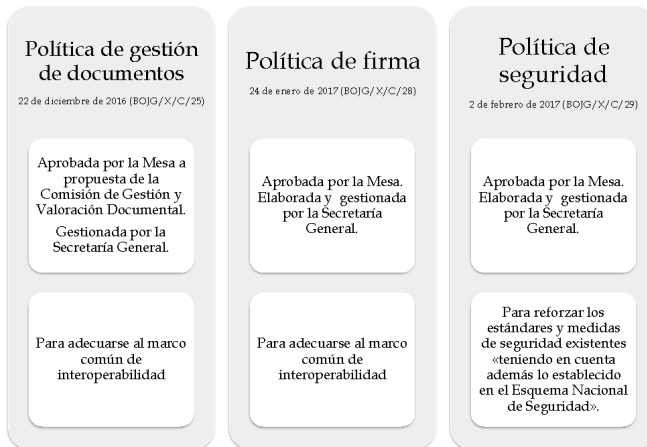 Política de gestión
de documentos
22 de diciembre de 2016 (BOJG/X/C/25)
Aprobada por la Mesa a
propuesta de la
Comisión de Gestión y
Valoración Documental.
Gestionada por la
Secretaría General.
Para adecuarse al marco
común de
interoperabilidad
Política de firma
24 de enero de 2017 (BOJG/X/C/28)
Aprobada por la Mesa.
Elaborada y gestionada
por la Secretaría
General.
Para adecuarse al marco
común de
interoperabilidad
Política de
seguridad
2 de febrero de 2017 (BOJG/X/C/29)
Aprobada por la Mesa.
Elaborada y gestionada
por la Secretaría
General.
Para reforzar los
estándares y medidas
de seguridad existentes
«teniendo en cuenta
además lo establecido
en el Esquema Nacional
de Seguridad».